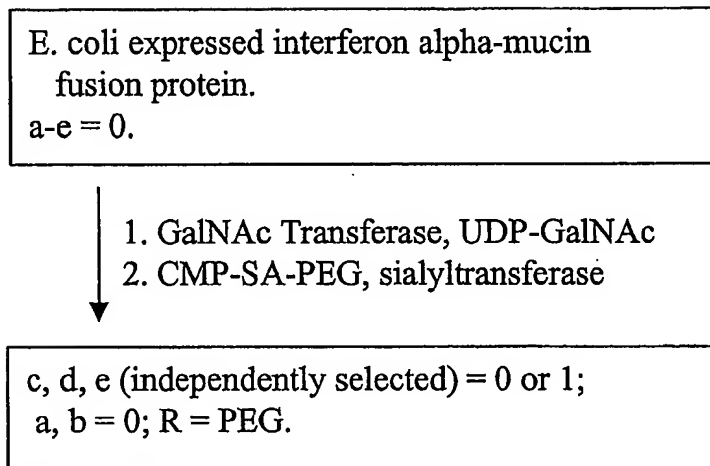 E. coli expressed interferon alpha-mucin
fusion protein.
a-e = 0.
1. GalNAc Transferase, UDP-GalNAc
2. CMP-SA-PEG, sialyltransferase
c, d, e (independently selected) = 0 or 1;
a, b = 0; R = PEG.